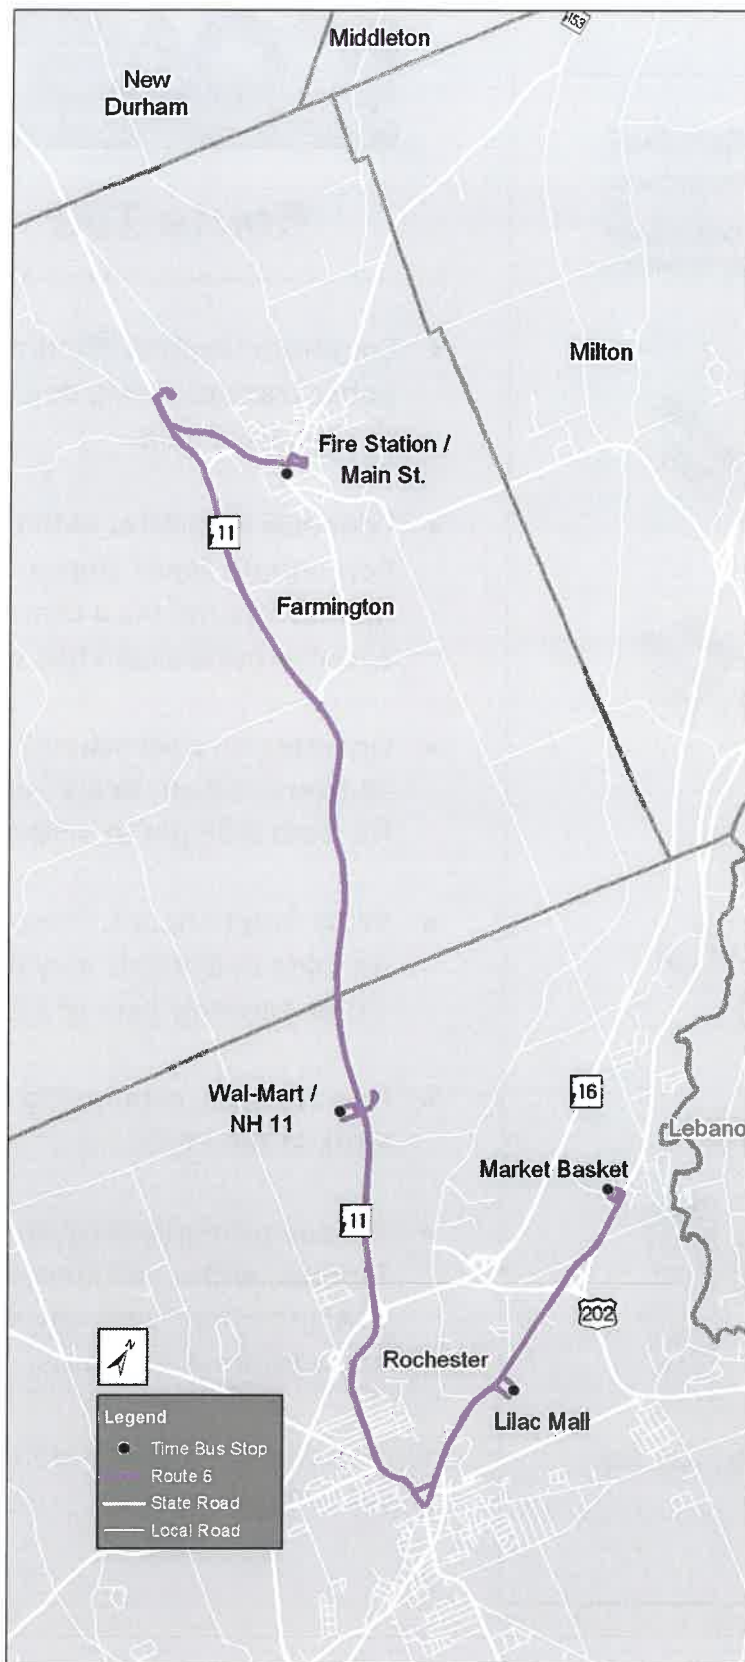 153
Middleton
New
Durham
Milton
Fire Station /
Main St.
11
Farmington
Wal-Mart /
NH 11
16
Lebano
Market Basket
11
202
Rochester
Lilac Mall
N
Legend
Time Bus Stop
Route 6
State Road
Local Road